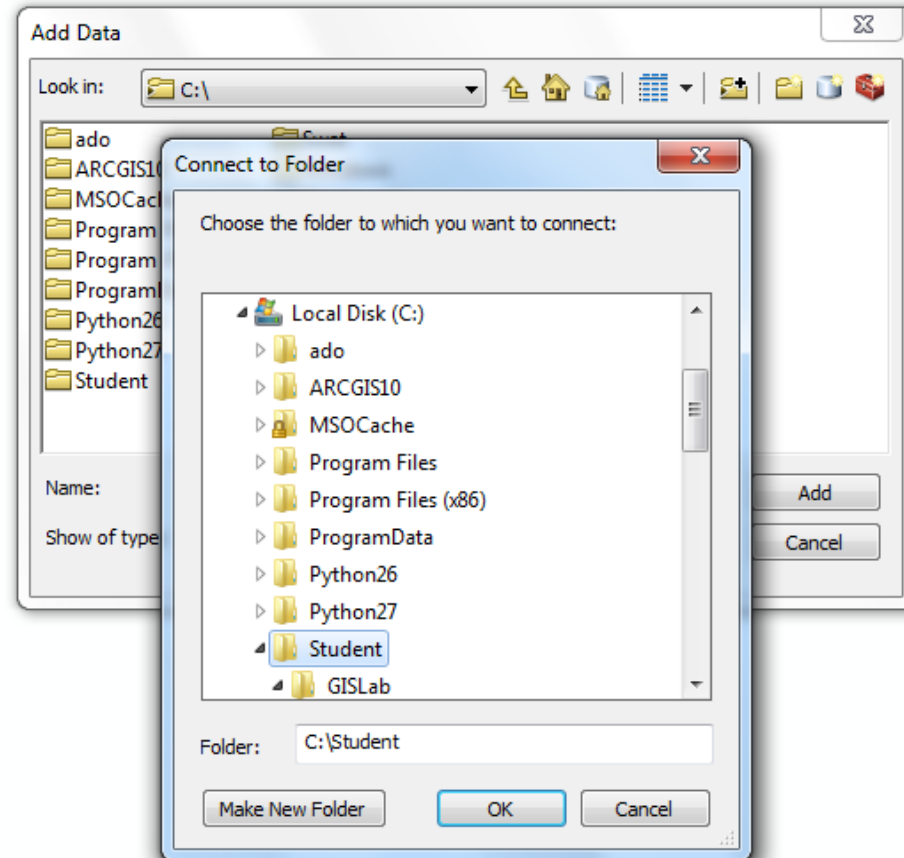 Add Data
Look in: C:\
ado
ARCGIS10
Program
Program
Python26
Python27
Student
Name:
Show of type
Add
Cancel
Connect to Folder
Choose the folder to which you want to connect:
Local Disk (C:)
ado
ARCGIS10
MSOCache
Program Files
Program Files (x86)
ProgramData
Python26
Python27
Student
GISLab
Folder: C:\Student
Make New Folder OK Cancel